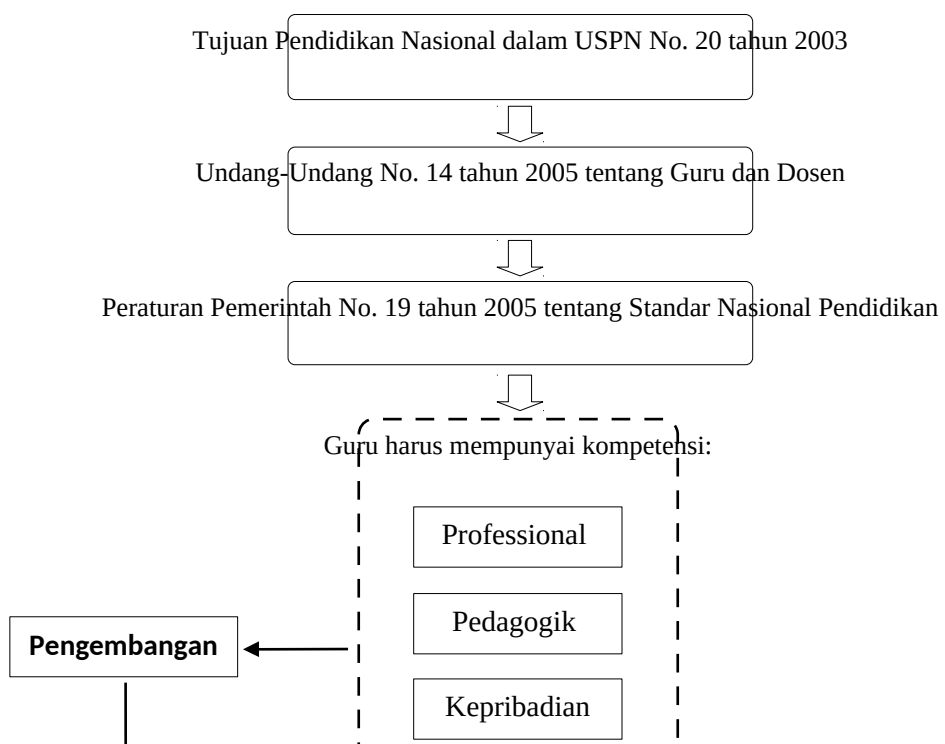 Tujuan Pendidikan Nasional dalam USPN No. 20 tahun 2003
Undang-Undang No. 14 tahun 2005 tentang Guru dan Dosen
Peraturan Pemerintah No. 19 tahun 2005 tentang Standar Nasional Pendidikan
Guru harus mempunyai kompetensi:
Professional
Pedagogik
Pengembangan
Kepribadian